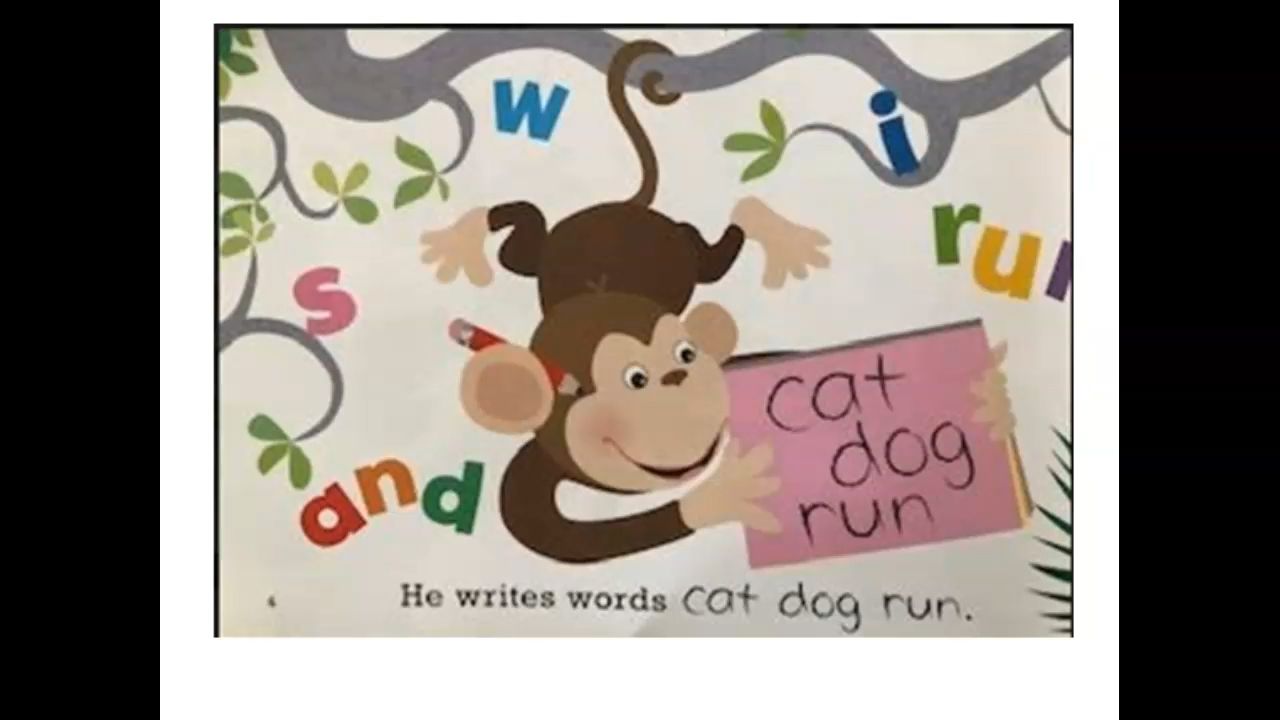 w
i
ru
s
cat
dog
run
and
He writes words cat dog run.